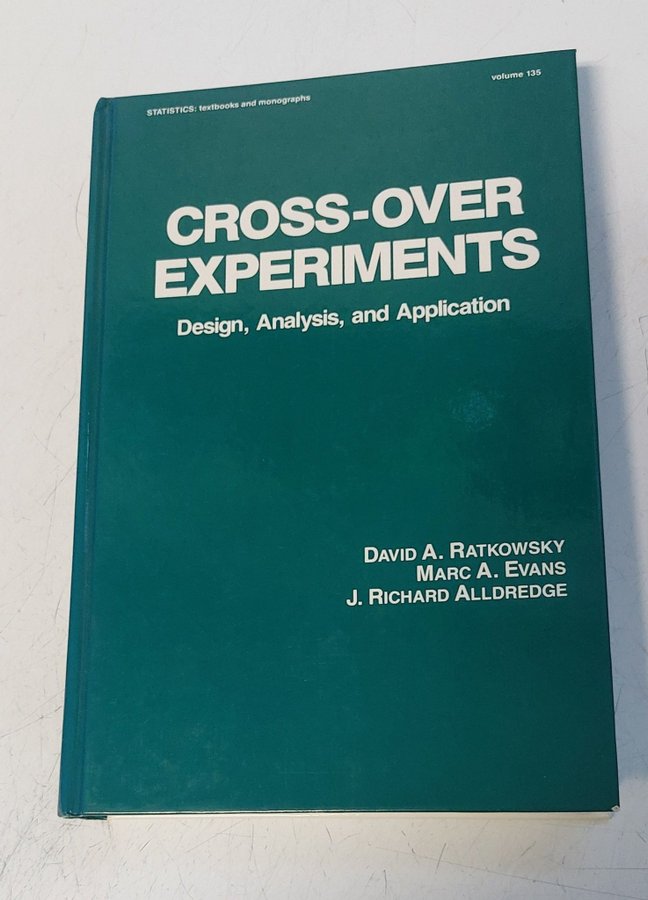 STATISTICS: textbooks and monographs
volume 135
CROSS-OVER
EXPERIMENTS
Design, Analysis, and Application
DAVID A. RATKOWSKY
MARC A. EVANS
J. RICHARD ALLDREDGE